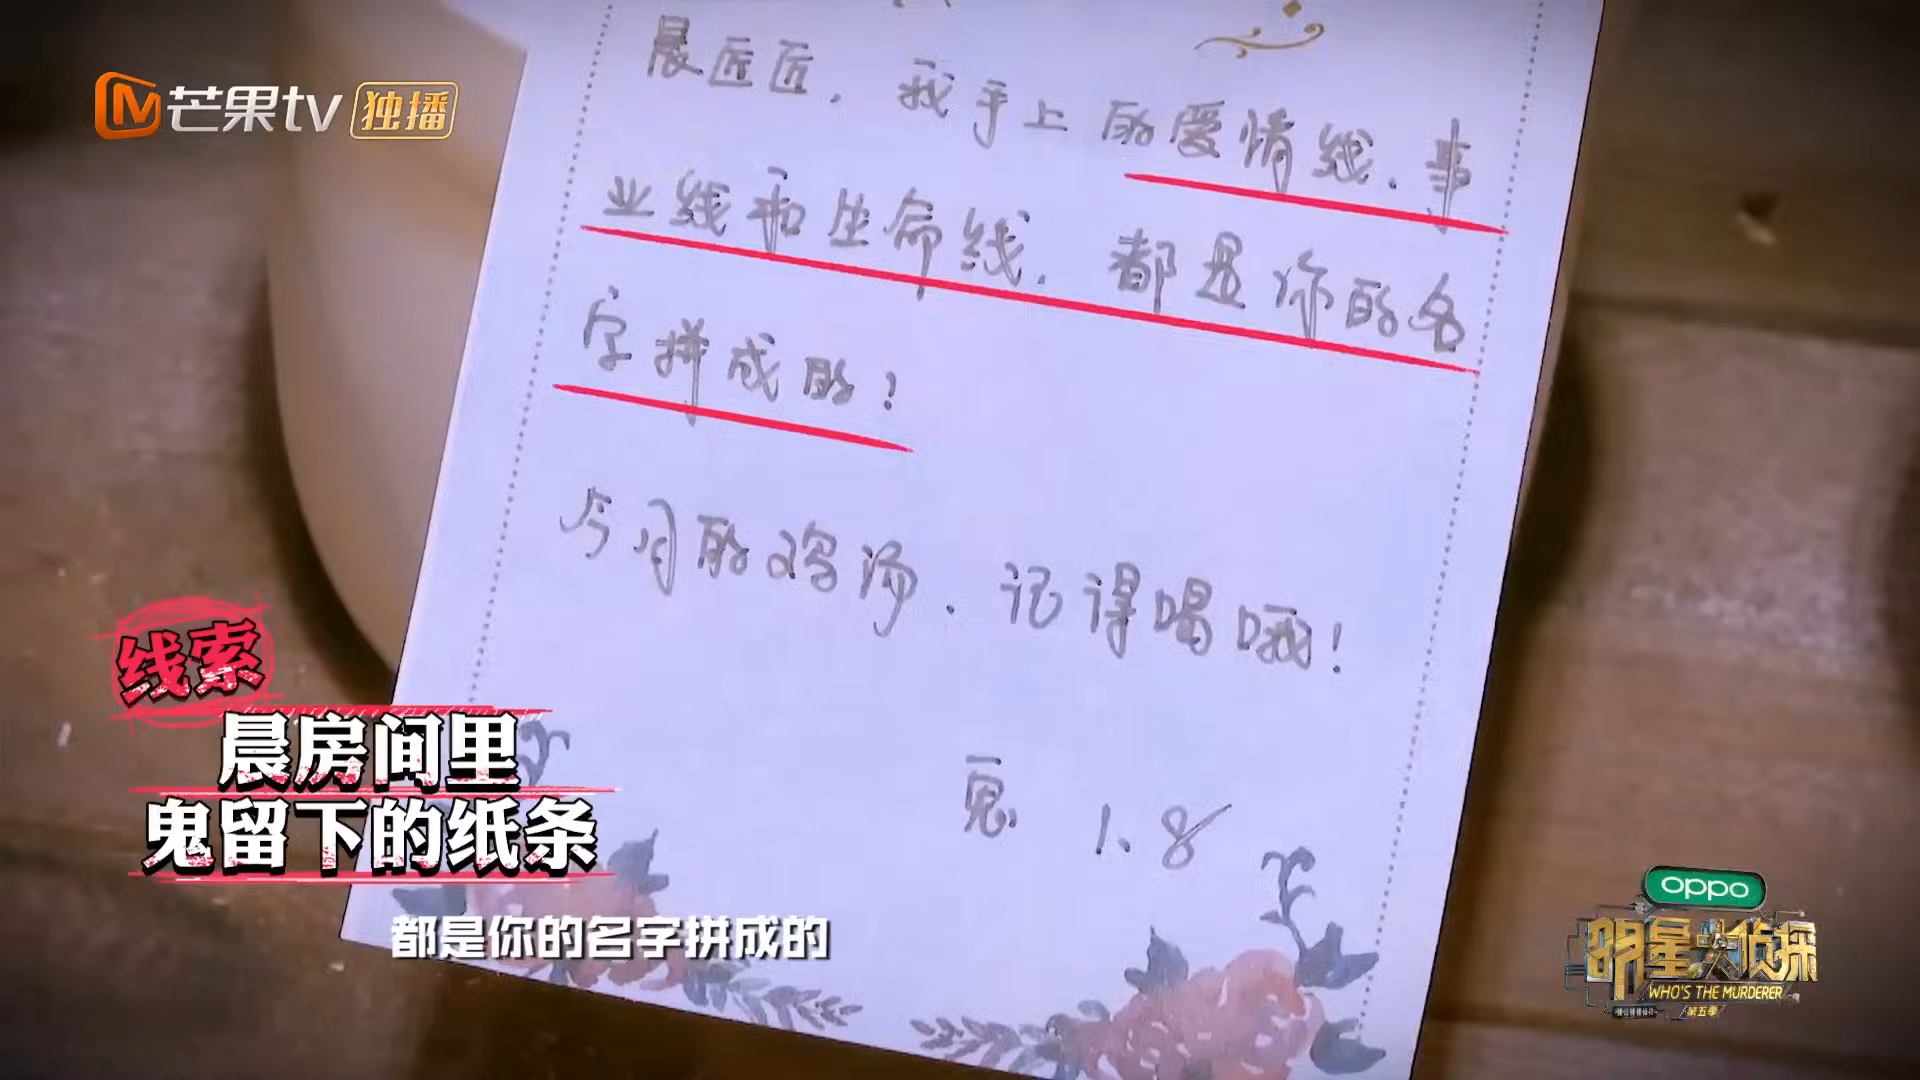 晨匠匠，我手上的爱情线、事
业线和生命线，都是你的名
字拼成的！
今日的鸡汤，记得喝哦！
鬼 1.8
芒果tv 独播
线索
晨房间里
鬼留下的纸条
都是你的名字拼成的
oppo
明星大侦探
WHO'S THE MURDERER
第五季